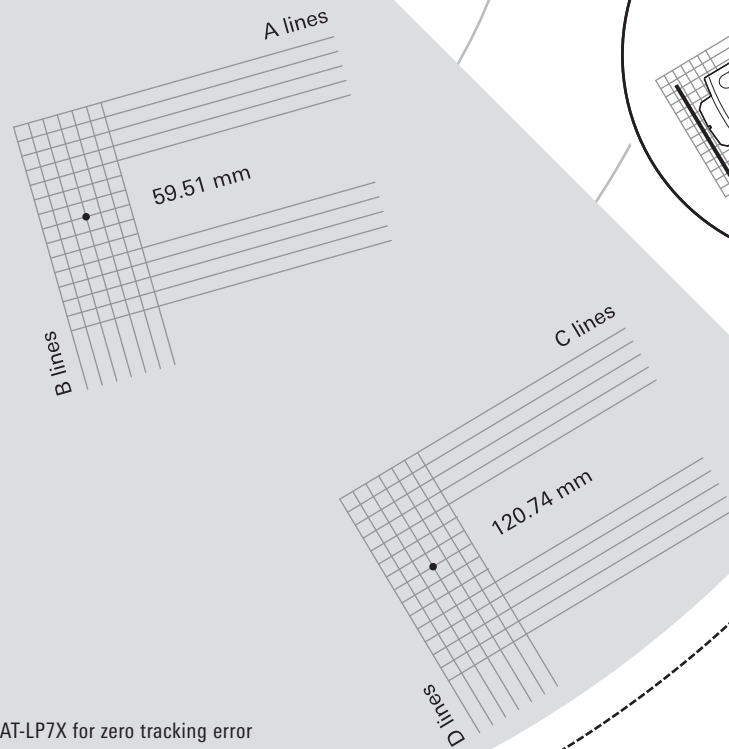 A lines
59.51 mm
B lines
C lines
120.74 mm
D lines
AT-LP7X for zero tracking error